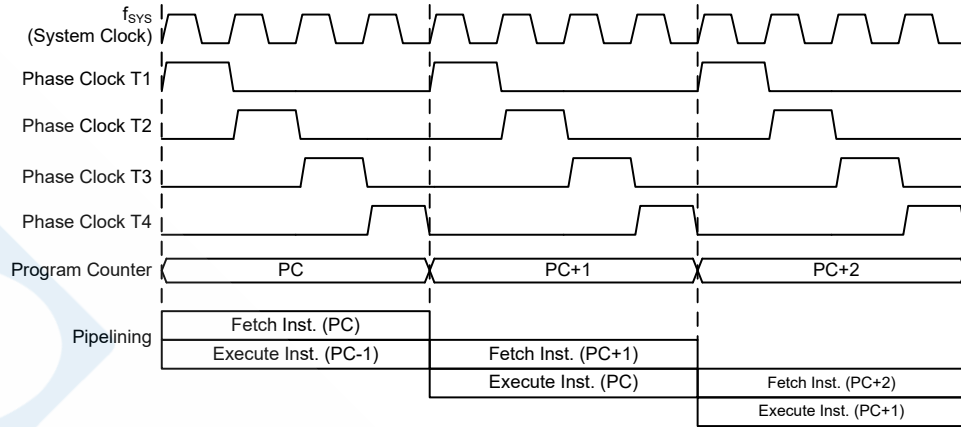 fSYS
(System Clock)
Phase Clock T1
Phase Clock T2
Phase Clock T3
Phase Clock T4
Program Counter PC PC+1 PC+2
Pipelining
Fetch Inst. (PC)
Execute Inst. (PC-1) Fetch Inst. (PC+1)
Execute Inst. (PC) Fetch Inst. (PC+2)
Execute Inst. (PC+1)